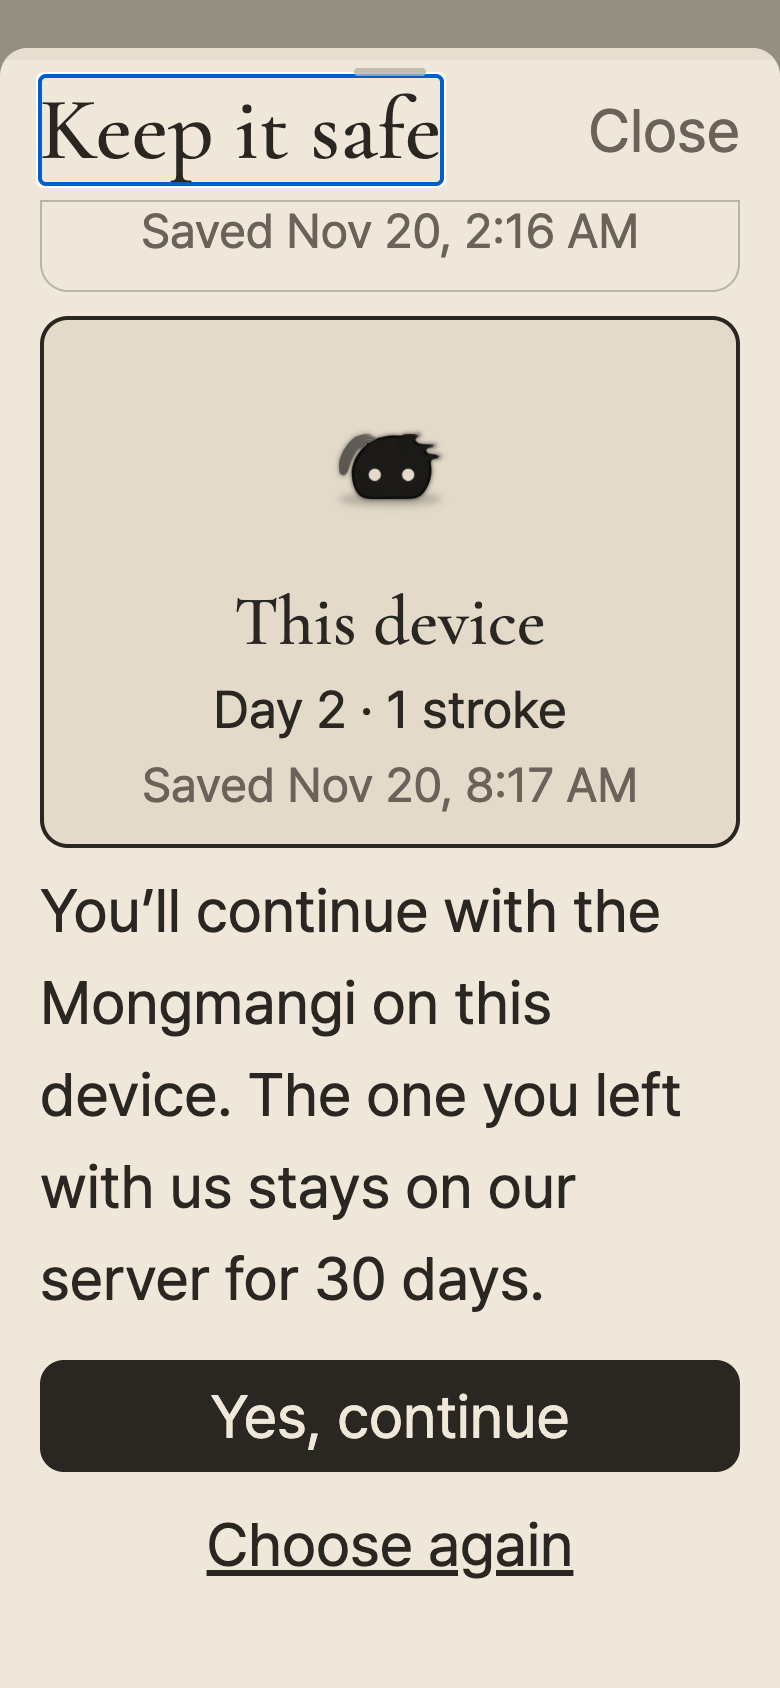 Keep it safe
Close
Saved Nov 20, 2:16 AM
This device
Day 2 · 1 stroke
Saved Nov 20, 8:17 AM
You’ll continue with the
Mongmangi on this
device. The one you left
with us stays on our
server for 30 days.
Yes, continue
Choose again